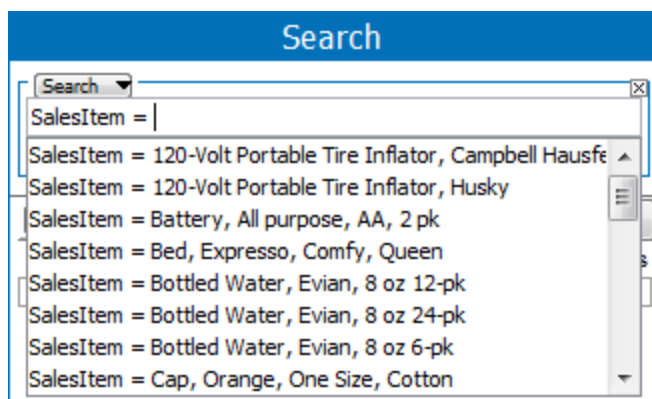 Search
Search
SalesItem =
SalesItem = 120-Volt Portable Tire Inflator, Campbell Hausfe
SalesItem = 120-Volt Portable Tire Inflator, Husky
SalesItem = Battery, All purpose, AA, 2 pk
SalesItem = Bed, Expresso, Comfy, Queen
SalesItem = Bottled Water, Evian, 8 oz 12-pk
SalesItem = Bottled Water, Evian, 8 oz 24-pk
SalesItem = Bottled Water, Evian, 8 oz 6-pk
SalesItem = Cap, Orange, One Size, Cotton